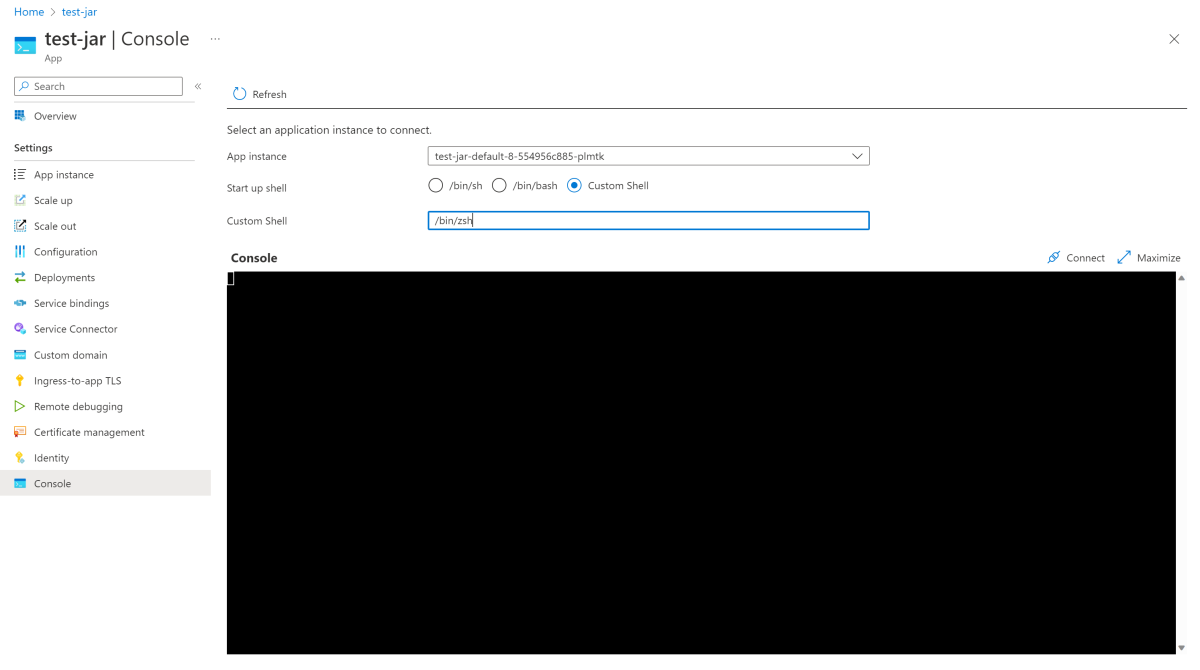 Home > test-jar
test-jar | Console ...
App
Search «
Overview
Settings
App instance
Scale up
Scale out
Configuration
Deployments
Service bindings
Service Connector
Custom domain
Ingress-to-app TLS
Remote debugging
Certificate management
Identity
Console
Refresh
Select an application instance to connect.
App instance test-jar-default-8-554956c885-plmtk
Start up shell /bin/sh /bin/bash Custom Shell
Custom Shell /bin/zsh
Console Connect Maximize